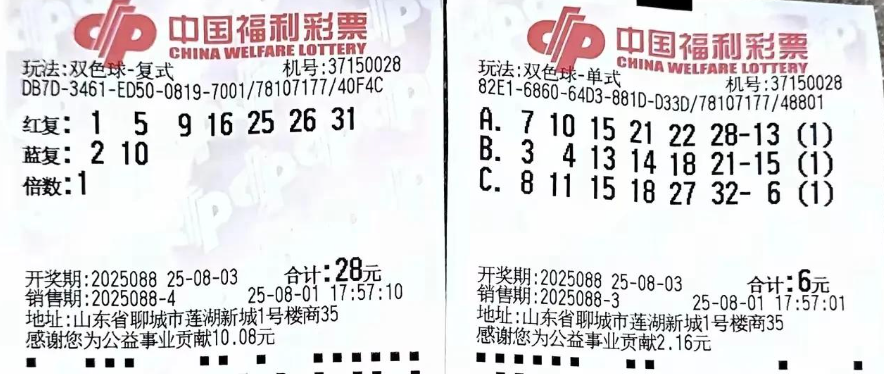 中国福利彩票
CHINA WELFARE LOTTERY
玩法:双色球-复式 机号:37150028
DB7D-3461-ED50-0819-7001/78107177/40F4C
红复: 1 5 9 16 25 26 31
蓝复: 2 10
倍数:1
开奖期:2025088 25-08-03 合计:28元
销售期:2025088-4 25-08-01 17:57:10
地址:山东省聊城市莲湖新城1号楼商35
感谢您为公益事业贡献10.08元
中国福利彩票
CHINA WELFARE LOTTERY
玩法:双色球-单式 机号:37150028
82E1-6860-64D3-881D-D33D/78107177/48801
A. 7 10 15 21 22 28-13 (1)
B. 3 4 13 14 18 21-15 (1)
C. 8 11 15 18 27 32- 6 (1)
开奖期:2025088 25-08-03 合计:6元
销售期:2025088-3 25-08-01 17:57:01
地址:山东省聊城市莲湖新城1号楼商35
感谢您为公益事业贡献2.16元